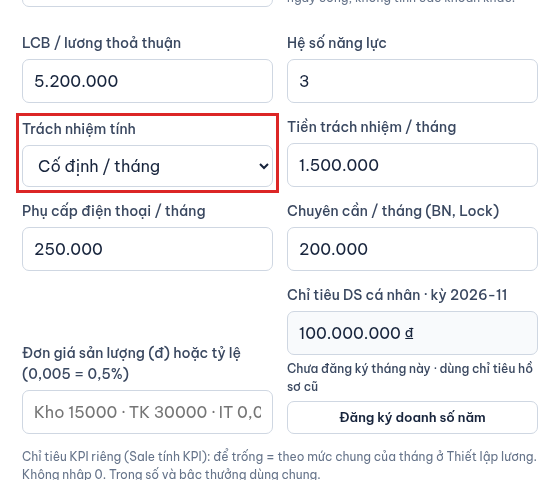 LCB / lương thoả thuận
Hệ số năng lực
5.200.000
3
Trách nhiệm tính
Tiền trách nhiệm / tháng
Cố định / tháng
1.500.000
Phụ cấp điện thoại / tháng
Chuyên cần / tháng (BN, Lock)
250.000
200.000
Chỉ tiêu DS cá nhân · kỳ 2026-11
100.000.000 đ
Chưa đăng ký tháng này · dùng chỉ tiêu hồ
sơ cũ
Đơn giá sản lượng (đ) hoặc tỷ lệ
(0,005 = 0,5%)
Kho 15000 · TK 30000 · IT 0,0
Đăng ký doanh số năm
Chỉ tiêu KPI riêng (Sale tính KPI): để trống = theo mức chung của tháng ở Thiết lập lương.
Không nhập 0. Trọng số và bậc thưởng dùng chung.